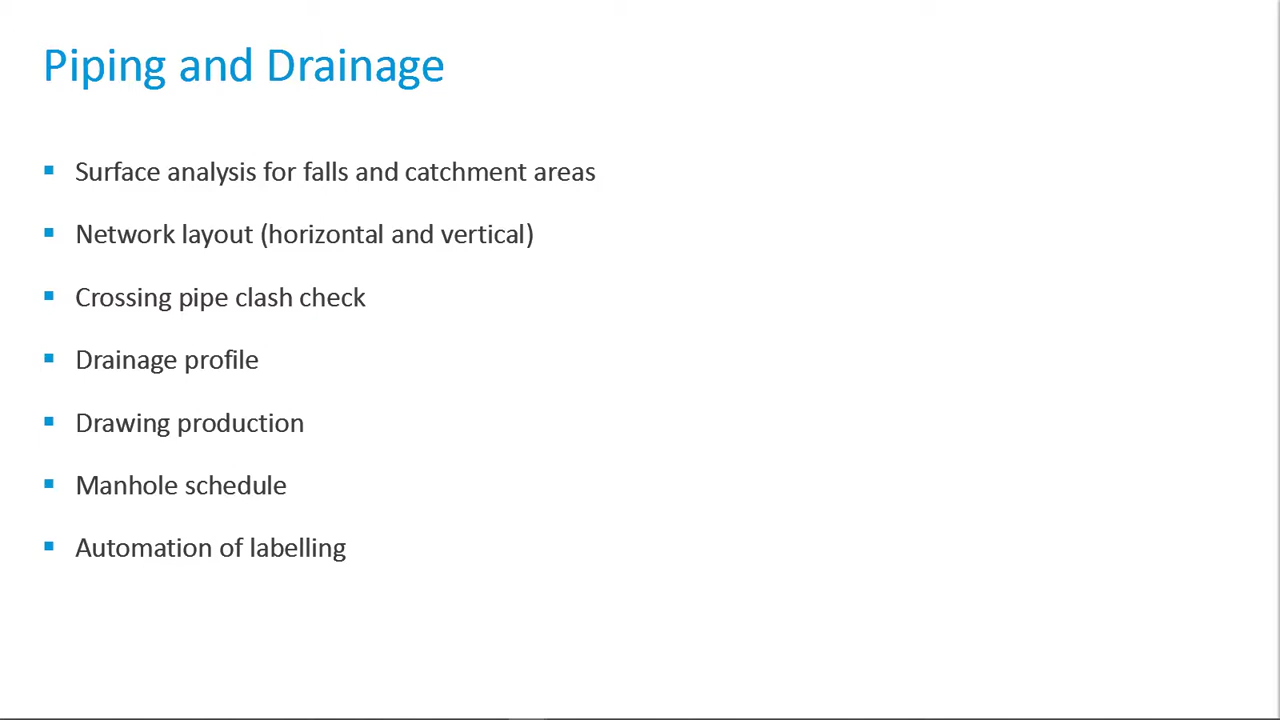 Piping and Drainage
▪ Surface analysis for falls and catchment areas
▪ Network layout (horizontal and vertical)
▪ Crossing pipe clash check
▪ Drainage profile
▪ Drawing production
▪ Manhole schedule
▪ Automation of labelling